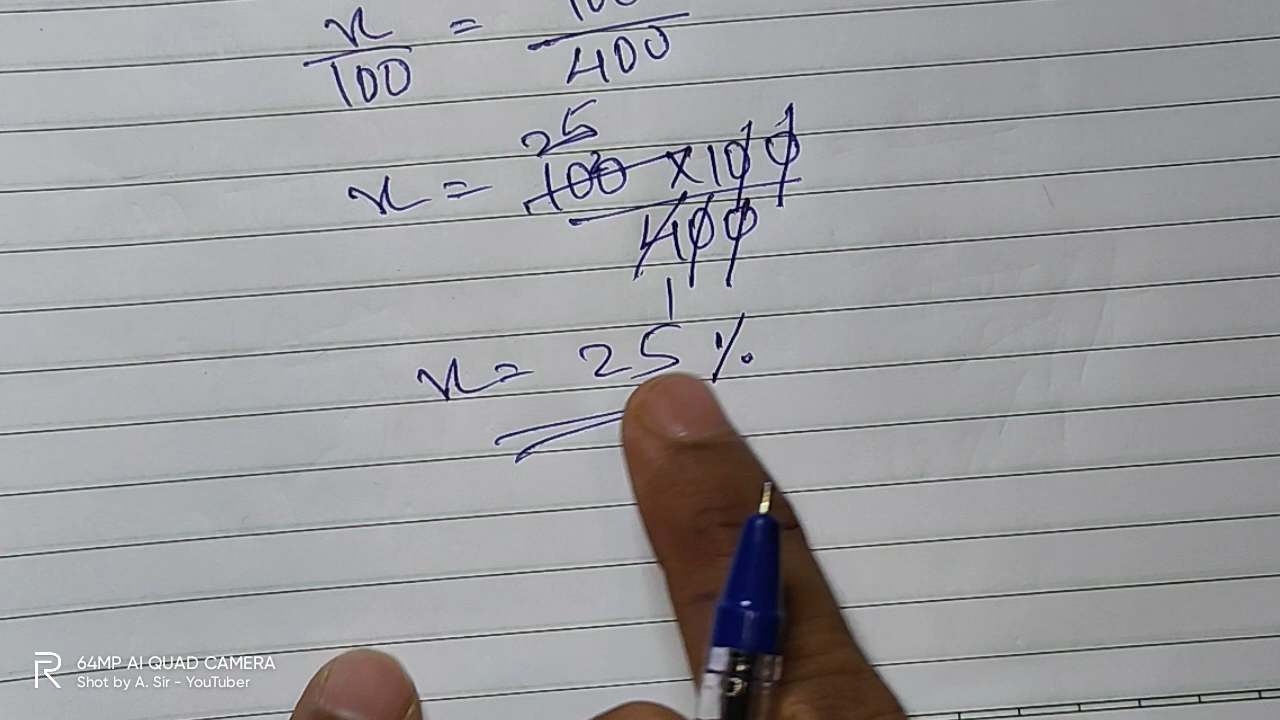 x/100 = 100/400
x = 100 x 100 / 400
25
1
x = 25 %
R
64MP AI QUAD CAMERA
Shot by A. Sir - YouTuber